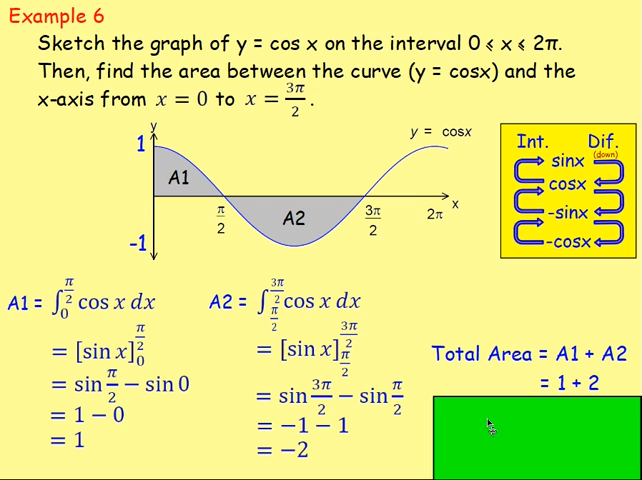 Example 6
Sketch the graph of y = cos x on the interval 0 ≤ x ≤ 2π.
Then, find the area between the curve (y = cosx) and the
x-axis from x = 0 to x = 3π/2 .
y
y = cosx
1
A1
A2
x
π/2
3π/2
2π
-1
Int. Dif.
(down)
sinx
cosx
-sinx
-cosx
A1 = ∫₀^(π/2) cos x dx
= [sin x]₀^(π/2)
= sin π/2 − sin 0
= 1 − 0
= 1
A2 = ∫_(π/2)^(3π/2) cos x dx
= [sin x]_(π/2)^(3π/2)
= sin 3π/2 − sin π/2
= −1 − 1
= −2
Total Area = A1 + A2
= 1 + 2